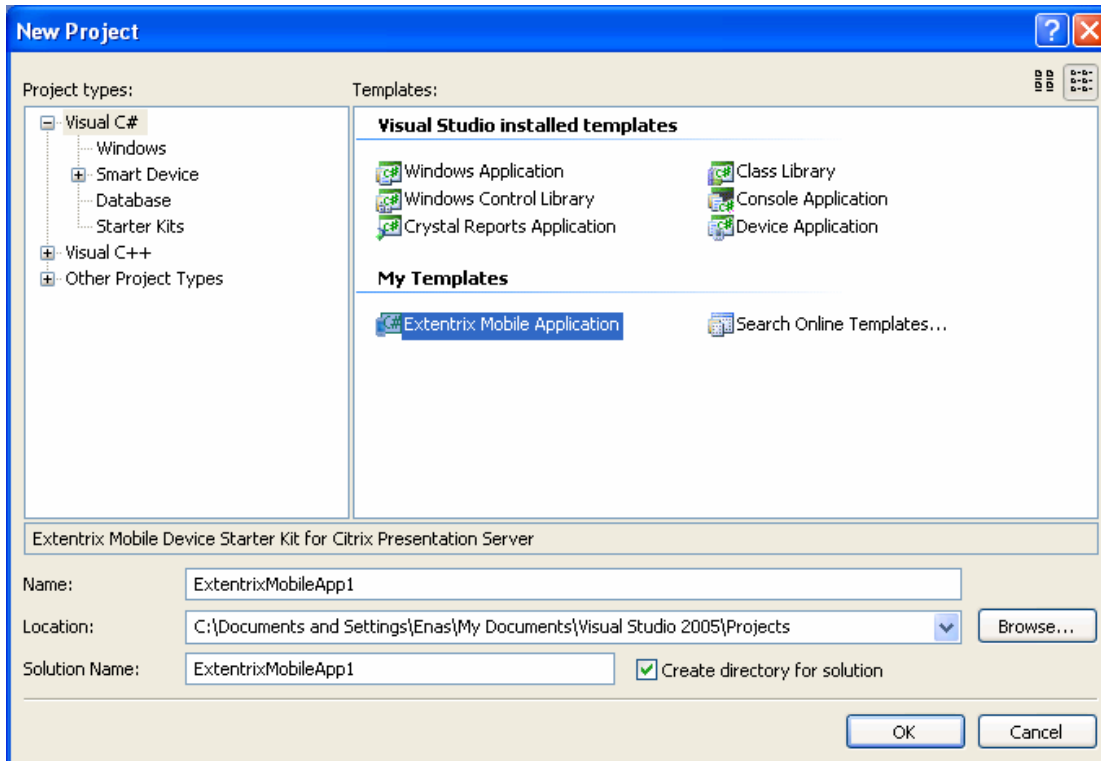 New Project
Project types:
Templates:
Visual C#
Windows
Smart Device
Database
Starter Kits
Visual C++
Other Project Types
Visual Studio installed templates
Windows Application
Class Library
Windows Control Library
Console Application
Crystal Reports Application
Device Application
My Templates
Extentrix Mobile Application
Search Online Templates...
Extentrix Mobile Device Starter Kit for Citrix Presentation Server
Name:
ExtentrixMobileApp1
Location:
C:\Documents and Settings\Enas\My Documents\Visual Studio 2005\Projects
Browse...
Solution Name:
ExtentrixMobileApp1
Create directory for solution
OK
Cancel